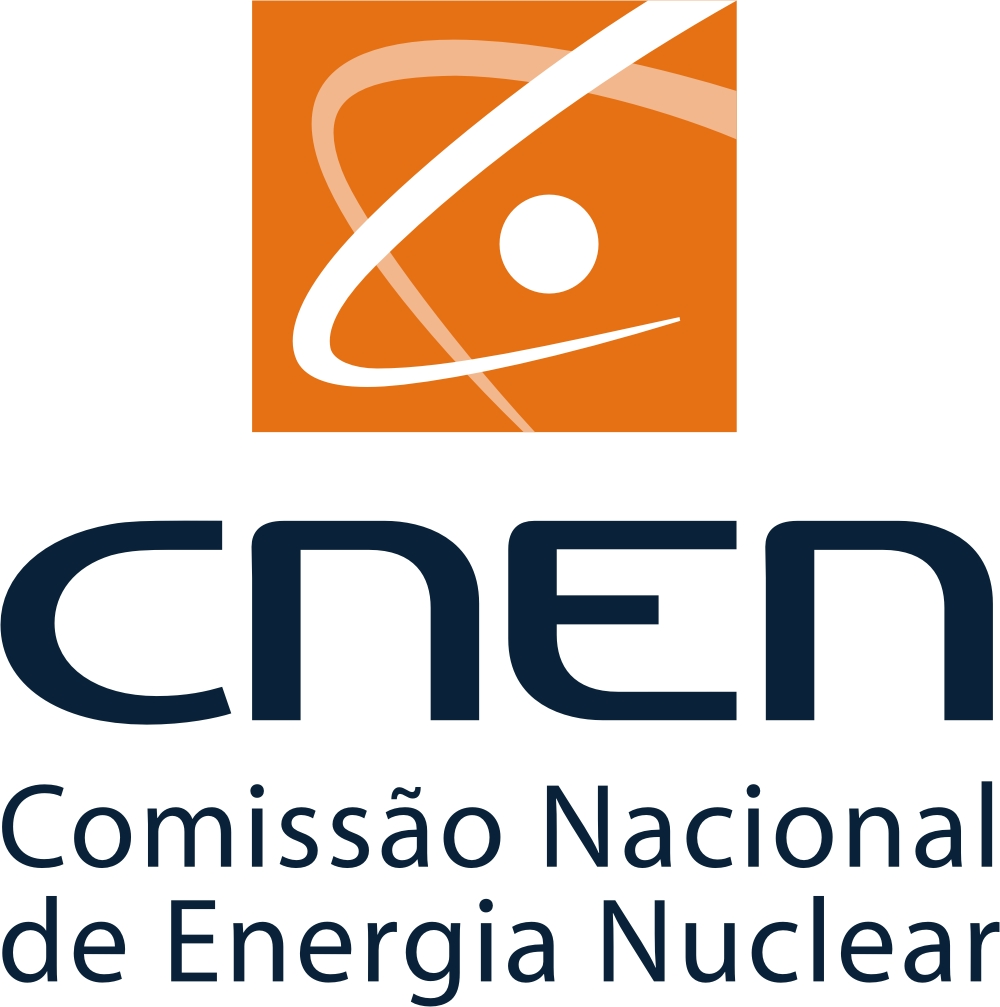 CNEN
Comissão Nacional
de Energia Nuclear